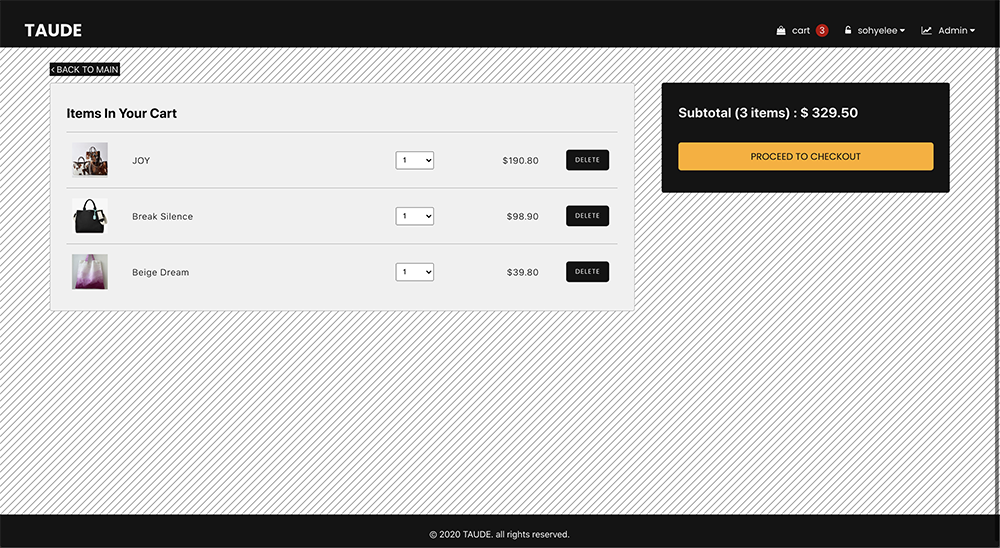 TAUDE
cart 3 sohyelee Admin
< BACK TO MAIN
Items In Your Cart
JOY 1 $190.80 DELETE
Break Silence 1 $98.90 DELETE
Beige Dream 1 $39.80 DELETE
Subtotal (3 items) : $ 329.50
PROCEED TO CHECKOUT
© 2020 TAUDE. all rights reserved.